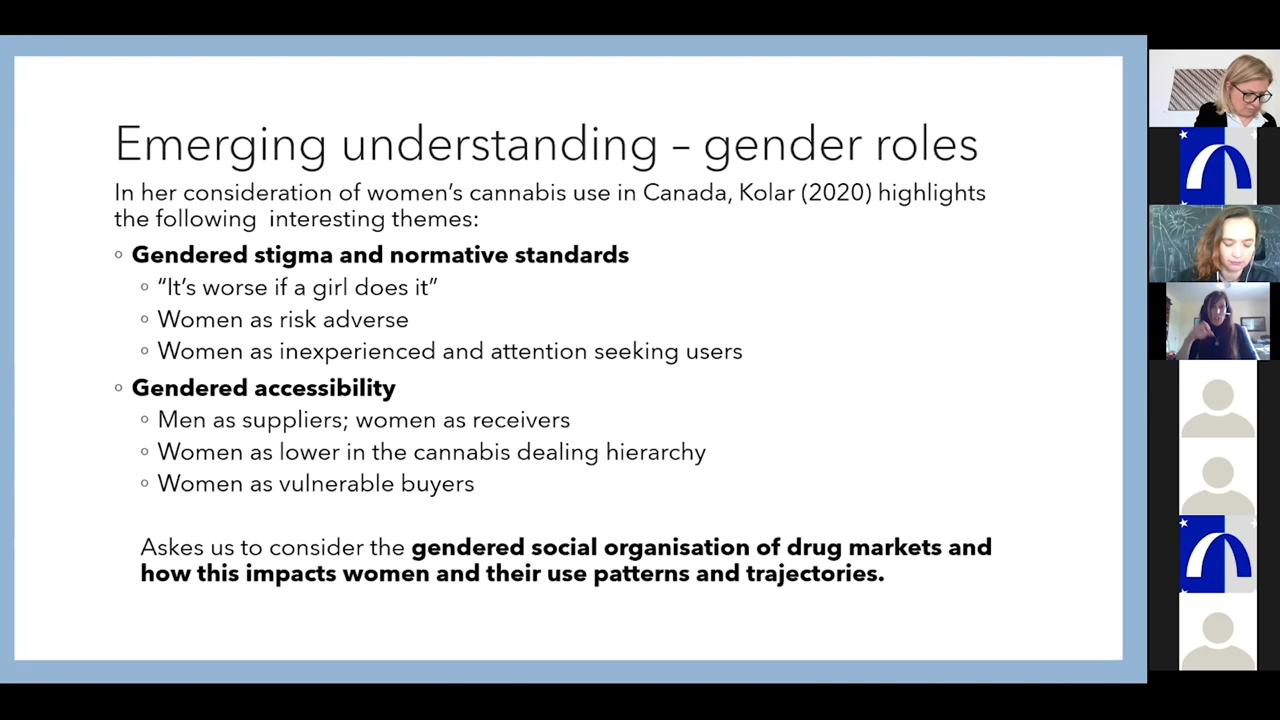 Emerging understanding – gender roles
In her consideration of women’s cannabis use in Canada, Kolar (2020) highlights
the following  interesting themes:
◦ Gendered stigma and normative standards
◦ “It’s worse if a girl does it”
◦ Women as risk adverse
◦ Women as inexperienced and attention seeking users
◦ Gendered accessibility
◦ Men as suppliers; women as receivers
◦ Women as lower in the cannabis dealing hierarchy
◦ Women as vulnerable buyers
Askes us to consider the gendered social organisation of drug markets and
how this impacts women and their use patterns and trajectories.